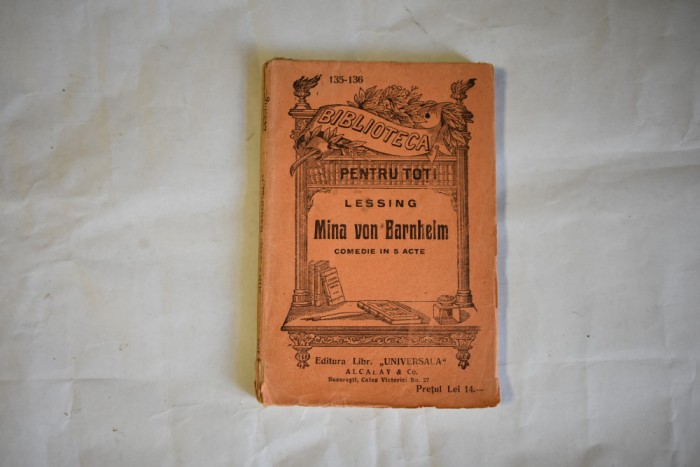 135-136
BIBLIOTECA
PENTRU TOTI
LESSING
Mina von Barnhelm
COMEDIE IN 5 ACTE
Editura Libr. „UNIVERSALA"
ALCALAY & Co.
Bucureşti, Calea Victoriei No. 27
Preţul Lei 14.—